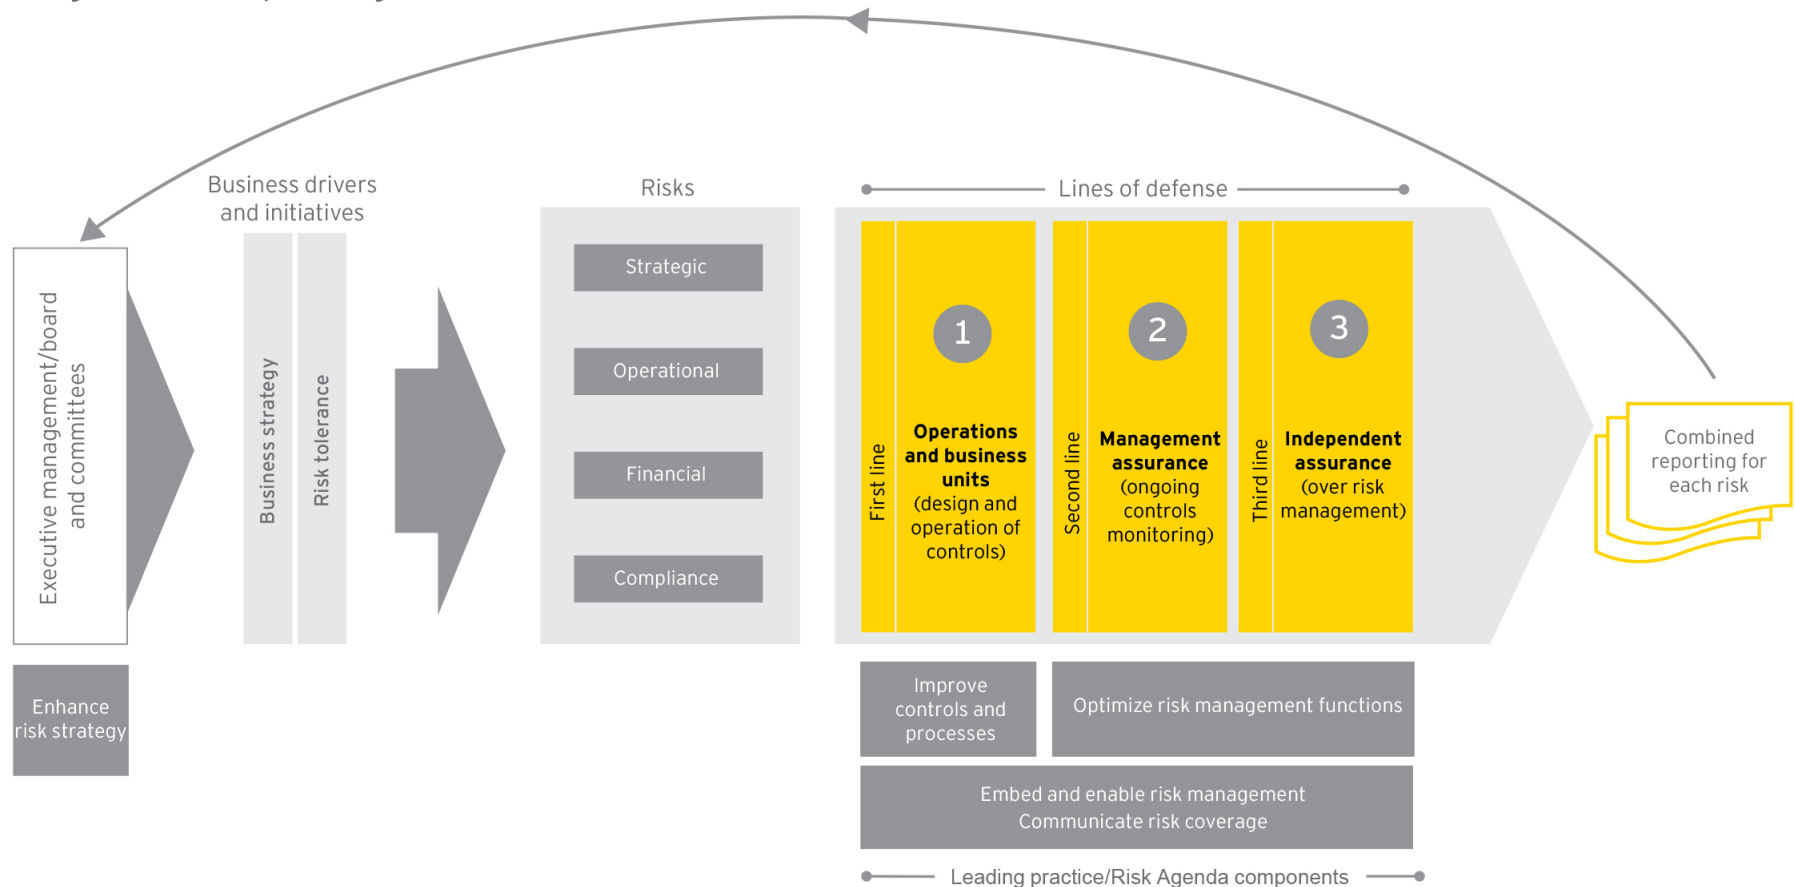 Business drivers
and initiatives
Risks
Lines of defense
Executive management/board
and committees
Business strategy
Risk tolerance
Strategic
Operational
Financial
Compliance
First line
1
Operations
and business
units
(design and
operation of
controls)
Second line
2
Management
assurance
(ongoing
controls
monitoring)
Third line
3
Independent
assurance
(over risk
management)
Combined
reporting for
each risk
Enhance
risk strategy
Improve
controls and
processes
Optimize risk management functions
Embed and enable risk management
Communicate risk coverage
Leading practice/Risk Agenda components